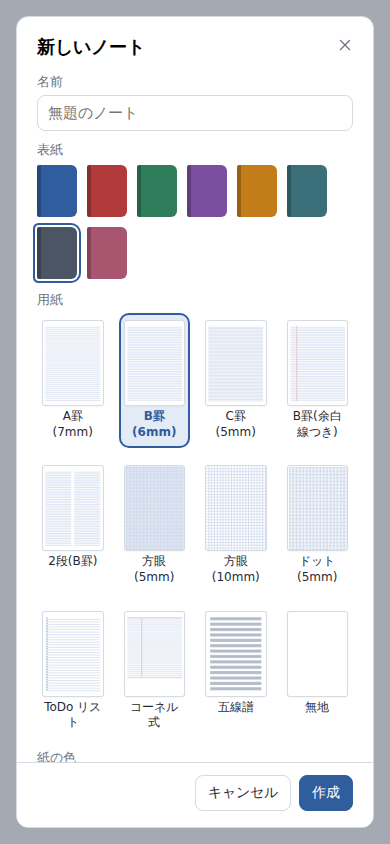 新しいノート
名前
無題のノート
表紙
用紙
A罫
(7mm)
B罫
(6mm)
C罫
(5mm)
B罫(余白
線つき)
2段(B罫)
方眼
(5mm)
方眼
(10mm)
ドット
(5mm)
ToDo リス
ト
コーネル
式
五線譜
無地
紙の色
キャンセル
作成